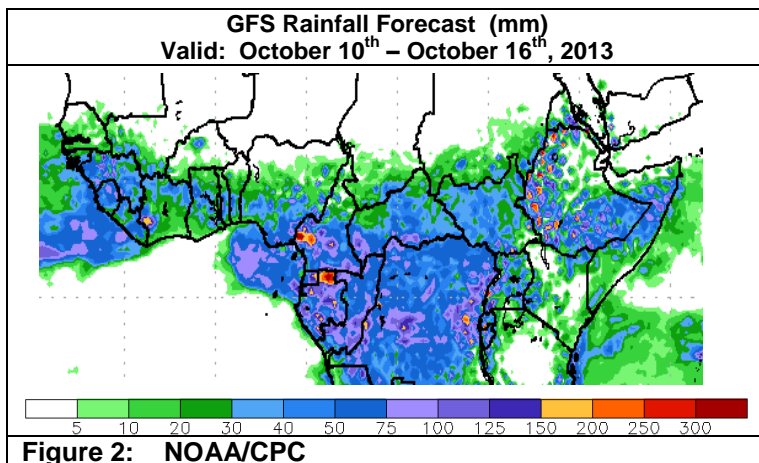 GFS Rainfall Forecast (mm)
Valid: October 10th – October 16th, 2013
5 10 20 30 40 50 75 100 125 150 200 250 300
Figure 2: NOAA/CPC